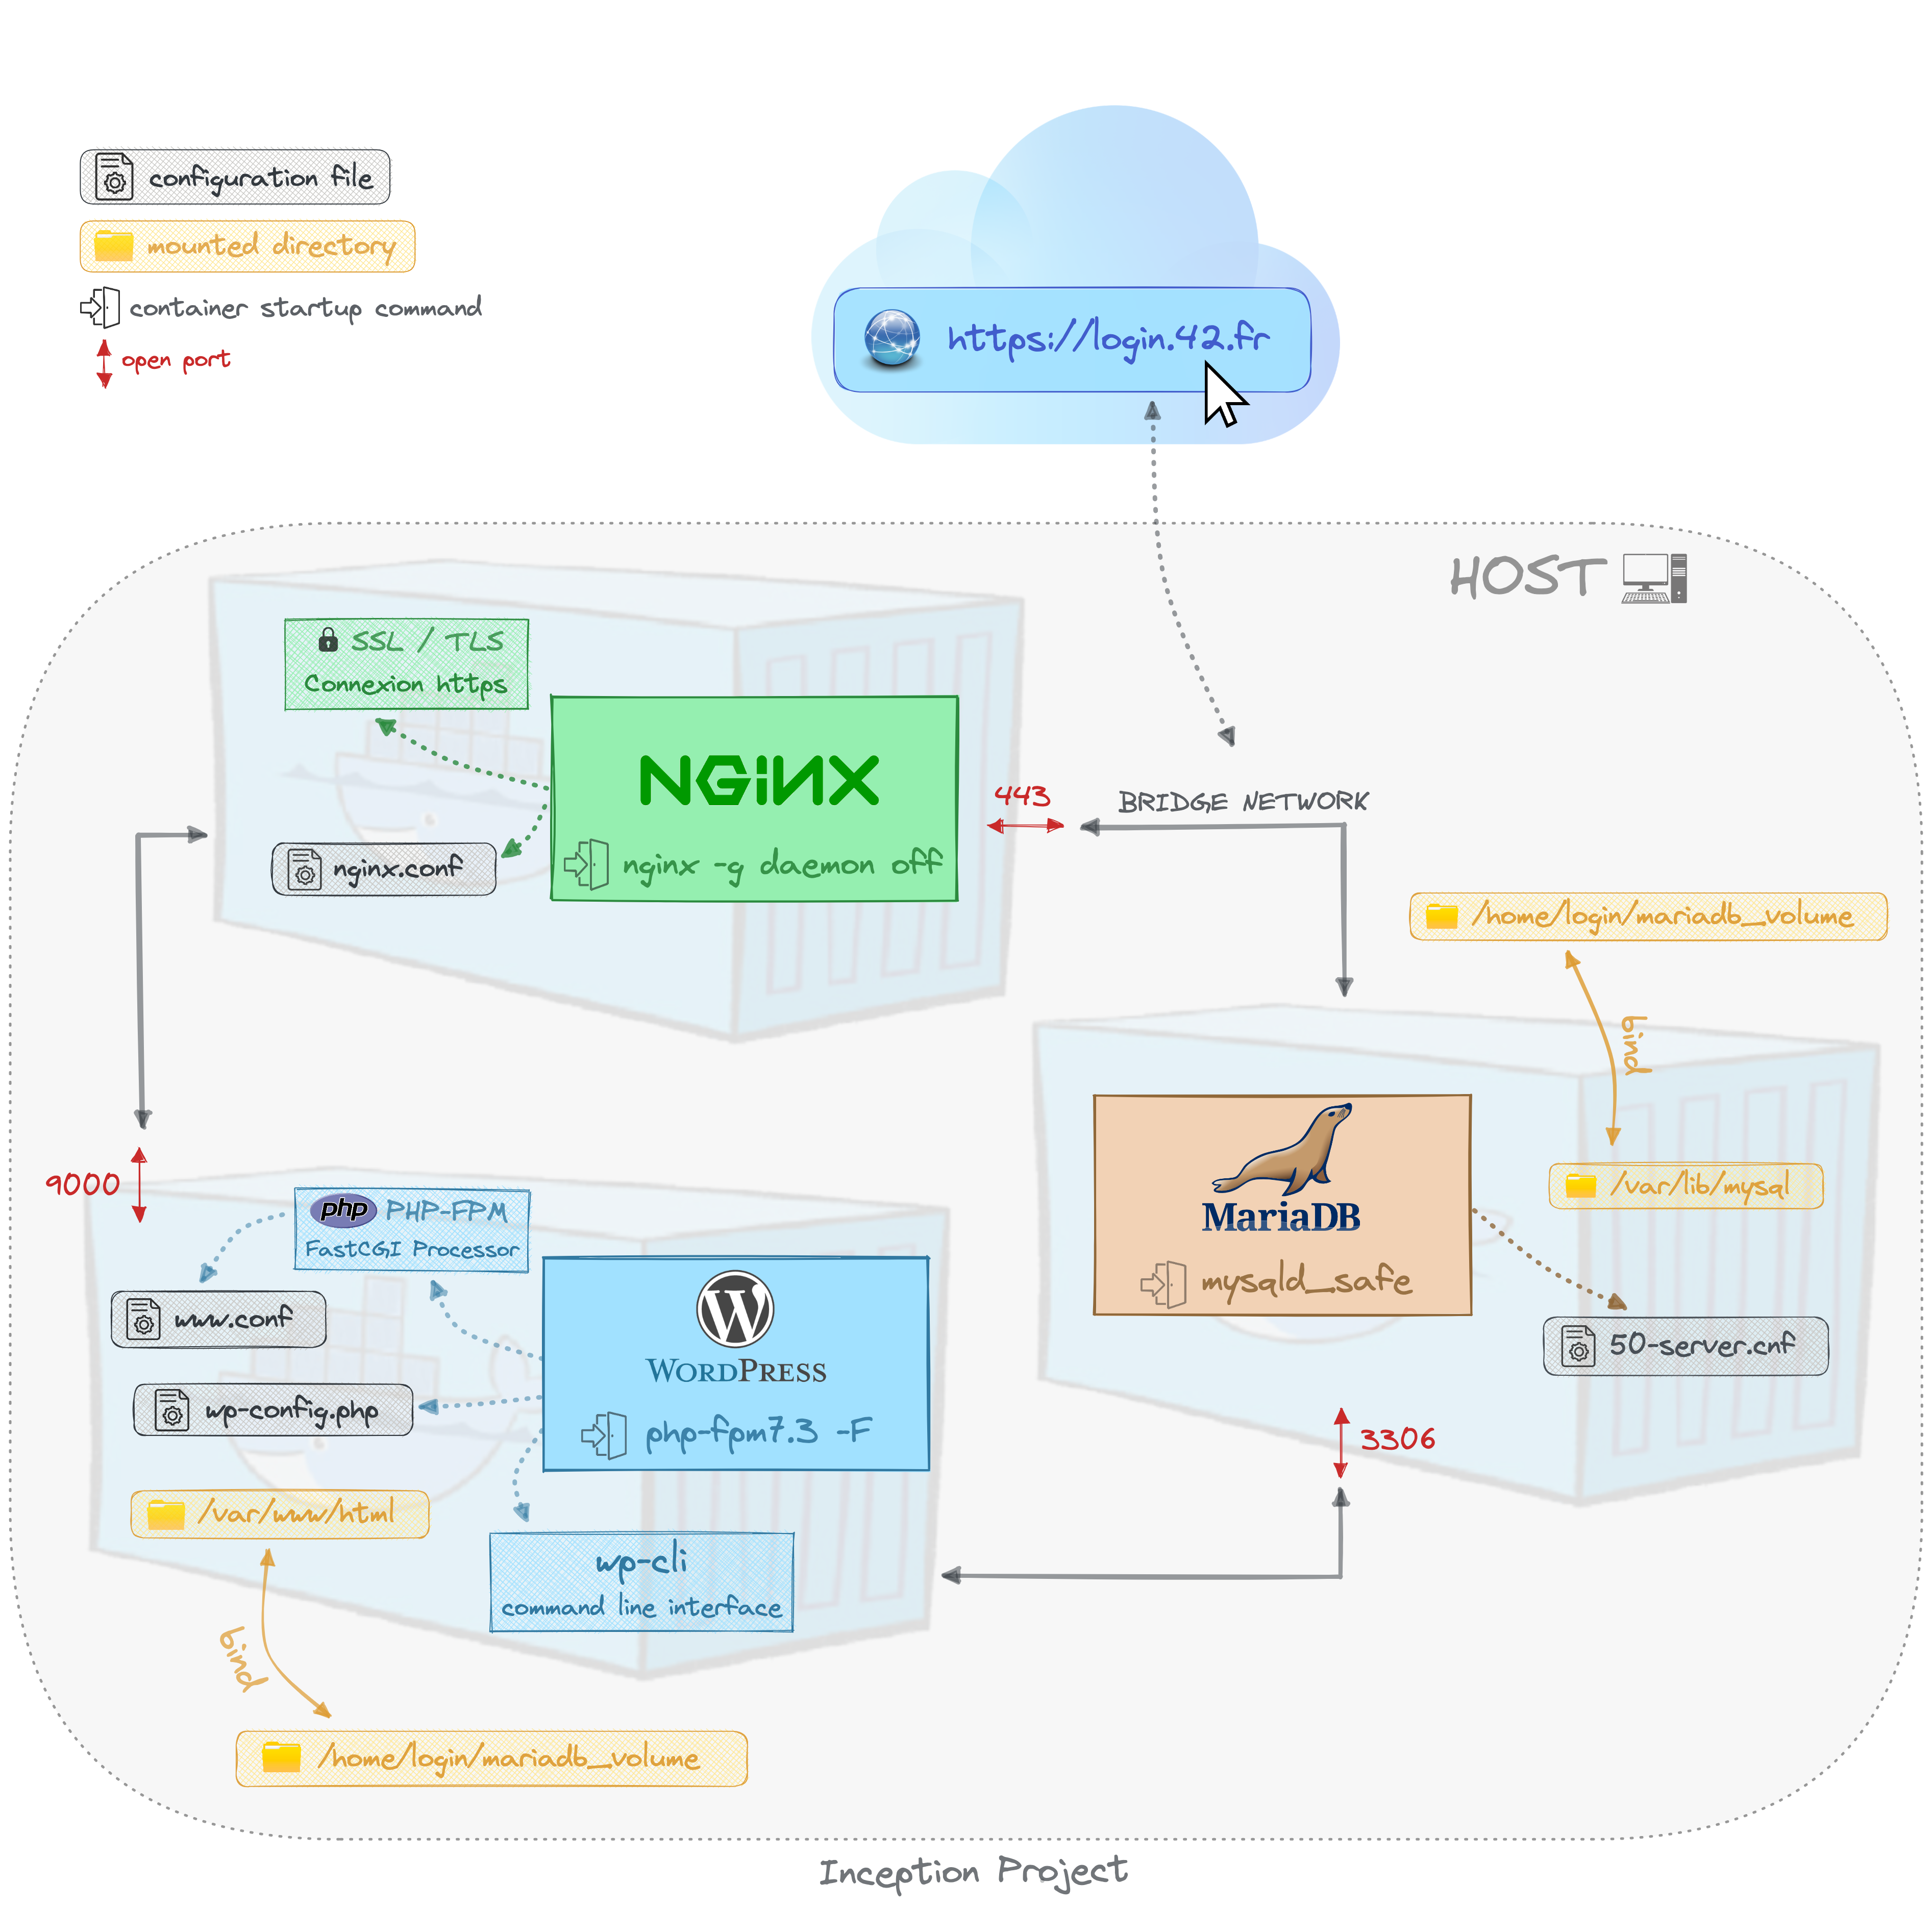 configuration file
mounted directory
container startup command
open port
https://login.42.fr
HOST
SSL / TLS
Connexion https
NGiNX
nginx -g daemon off
nginx.conf
443
BRIDGE NETWORK
/home/login/mariadb_volume
bind
/var/lib/mysql
MariaDB
mysqld_safe
50-server.cnf
3306
9000
php PHP-FPM
FastCGI Processor
www.conf
WORDPRESS
wp-config.php
php-fpm7.3 -F
/var/www/html
wp-cli
command line interface
bind
/home/login/mariadb_volume
Inception Project